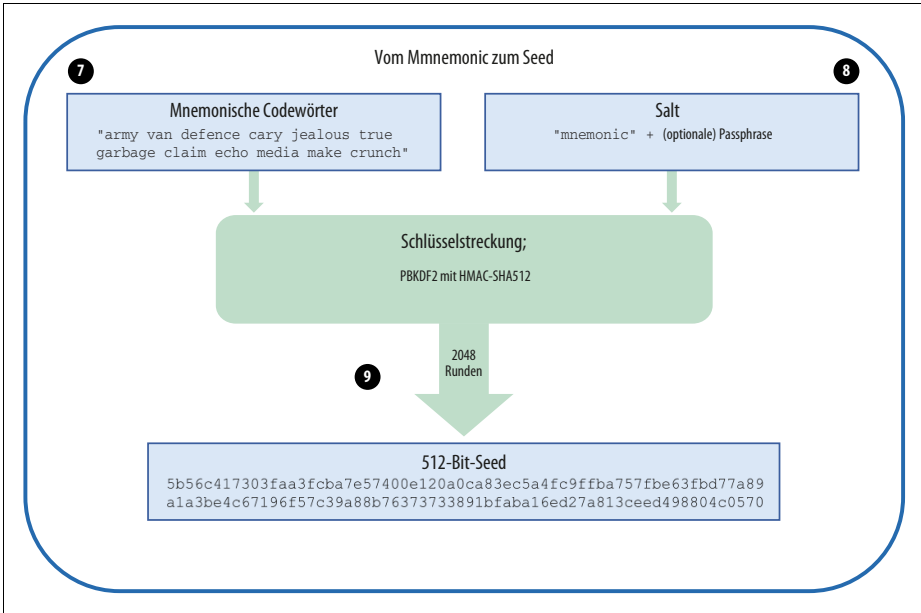 Vom Mmnemonic zum Seed
7
8
Mnemonische Codewörter
"army van defence cary jealous true
garbage claim echo media make crunch"
Salt
"mnemonic" + (optionale) Passphrase
Schlüsselstreckung;
PBKDF2 mit HMAC-SHA512
2048
Runden
9
512-Bit-Seed
5b56c417303faa3fcba7e57400e120a0ca83ec5a4fc9ffba757fbe63fbd77a89
a1a3be4c67196f57c39a88b76373733891bfaba16ed27a813ceed498804c0570